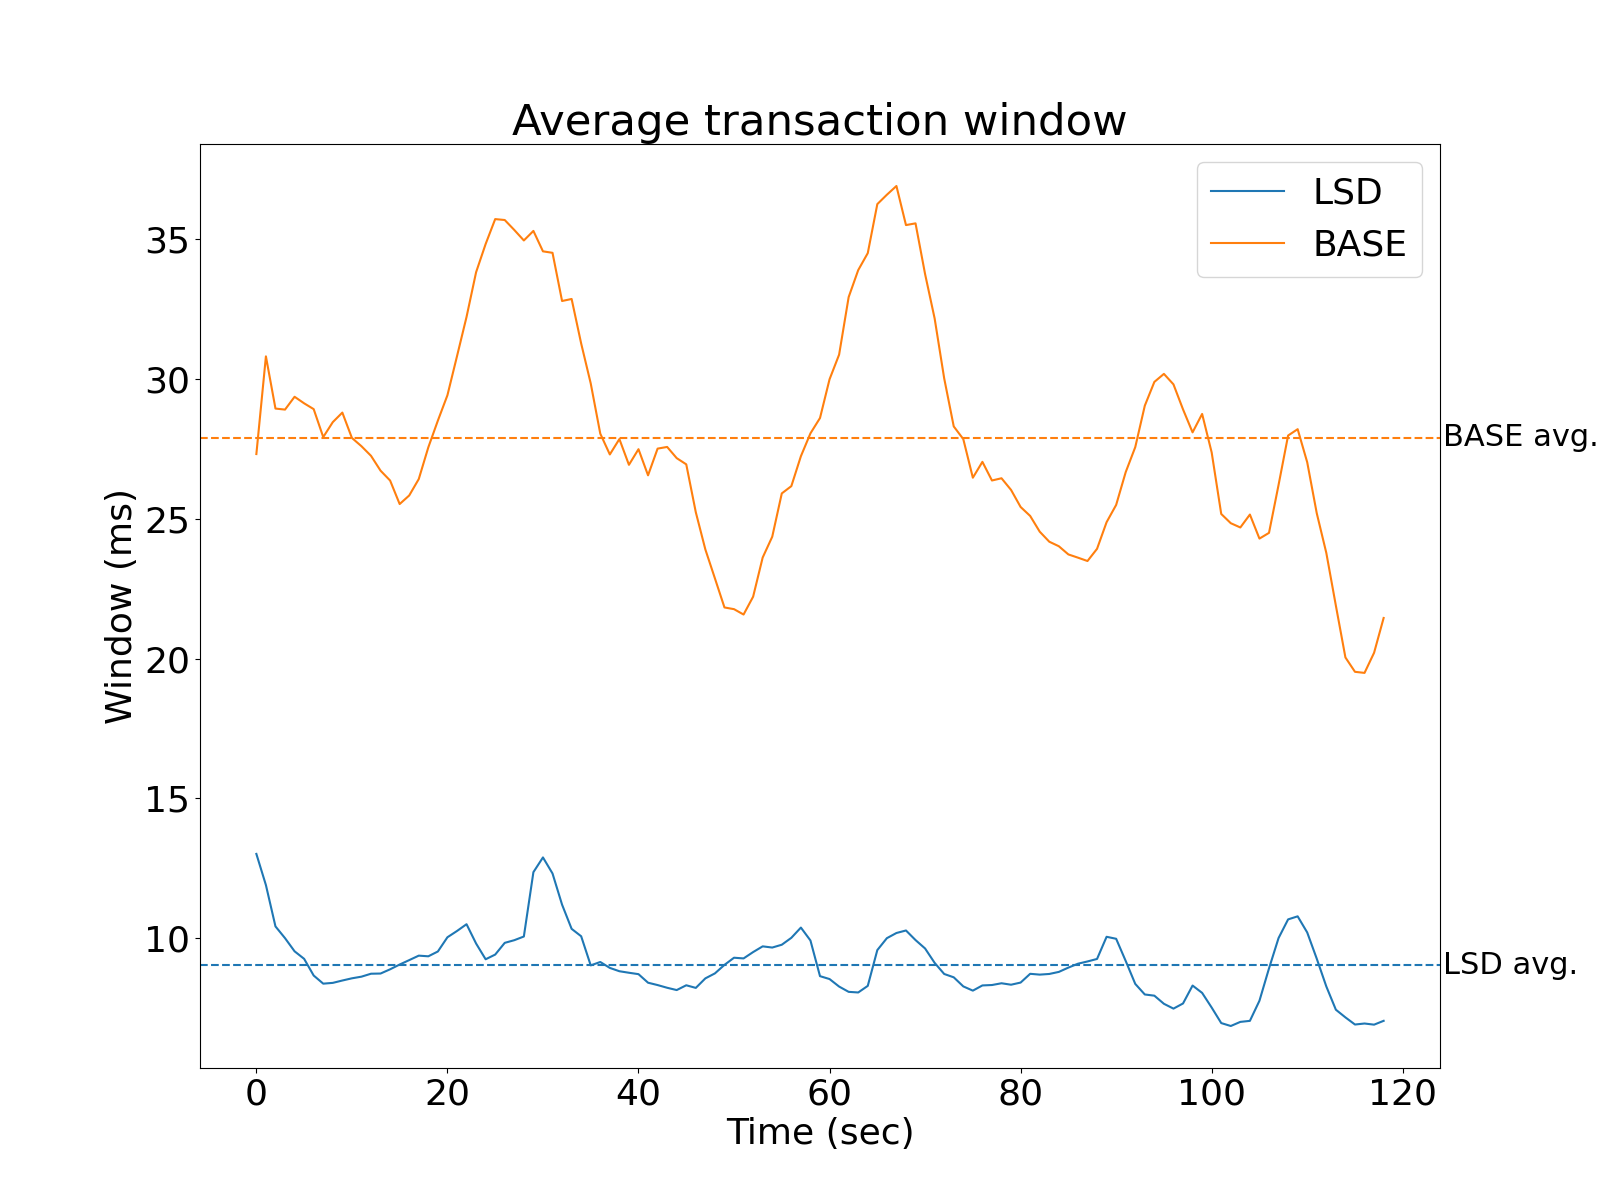 Average transaction window
LSD
BASE
35
30
25
20
15
10
Window (ms)
BASE avg.
LSD avg.
0 20 40 60 80 100 120
Time (sec)